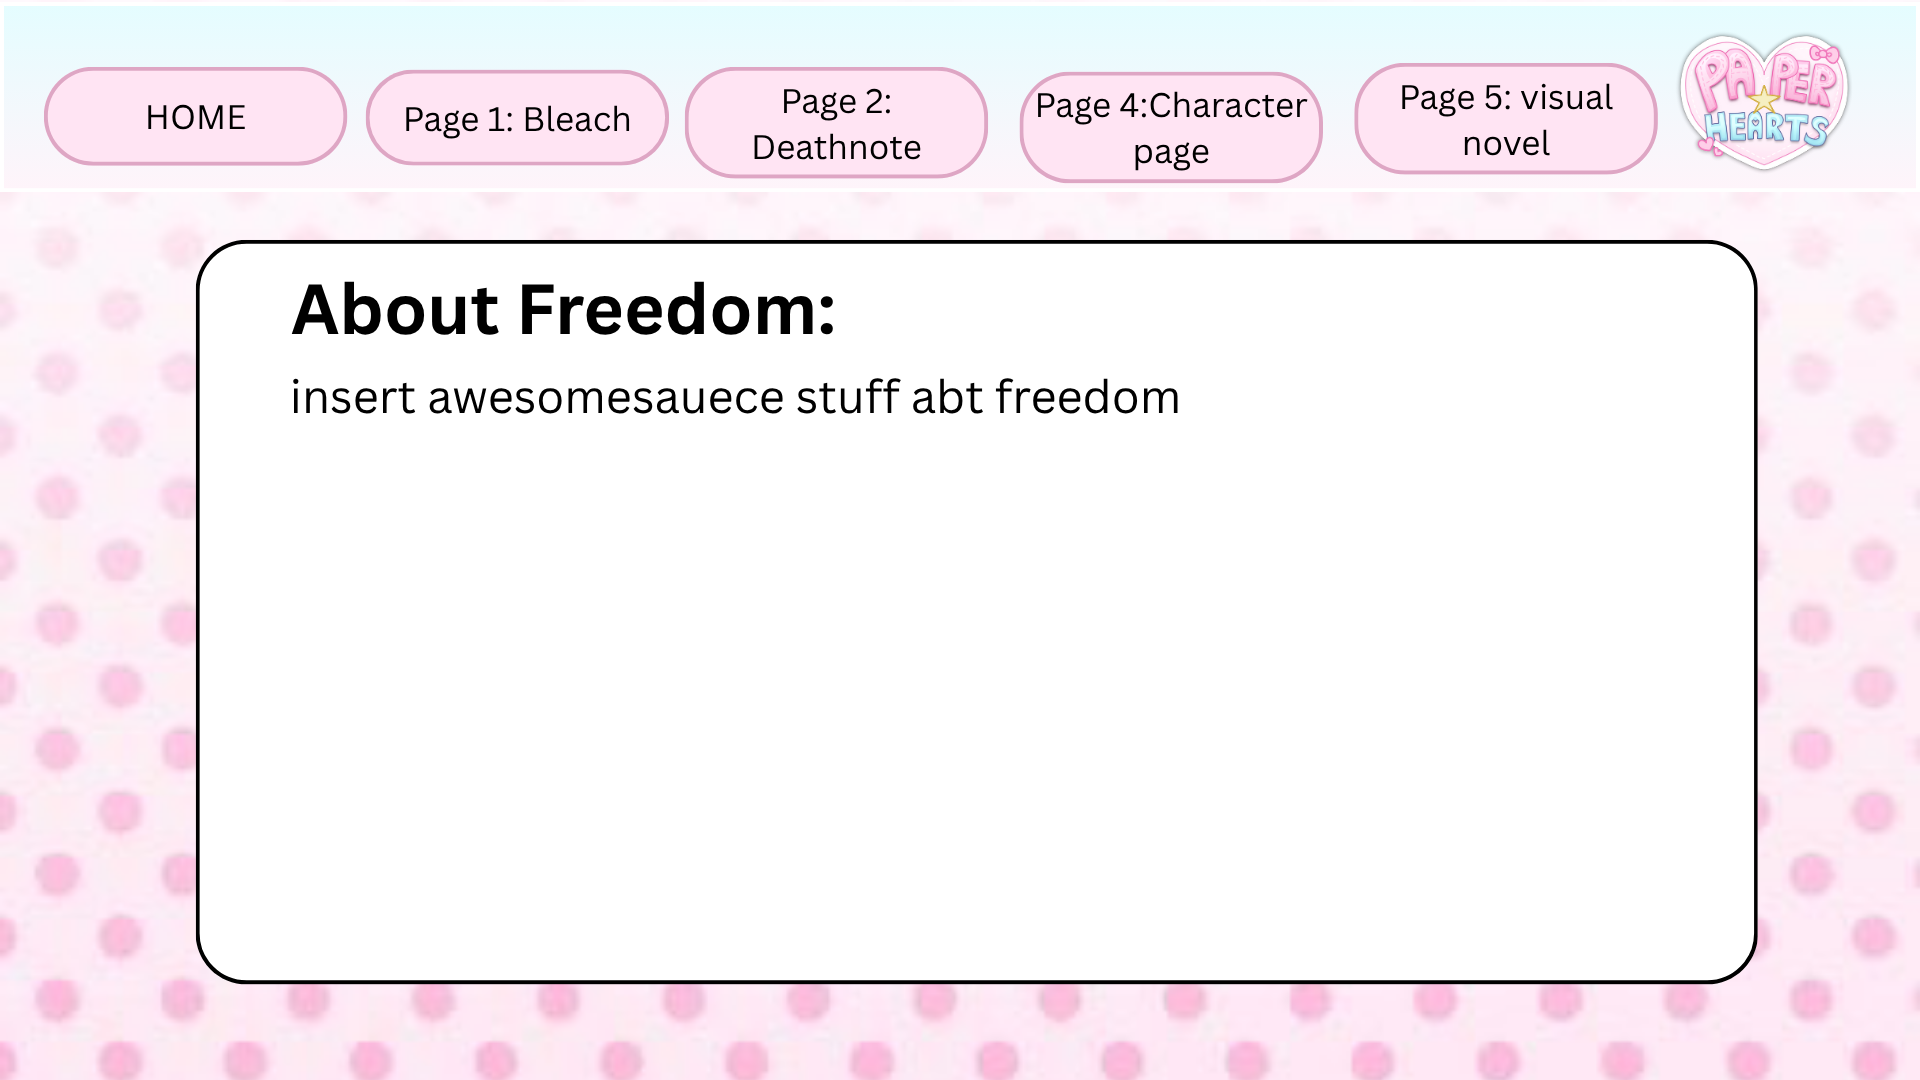 HOME
Page 1: Bleach
Page 2:
Deathnote
Page 4:Character
page
Page 5: visual
novel
PAPER
HEARTS
About Freedom:
insert awesomesauece stuff abt freedom